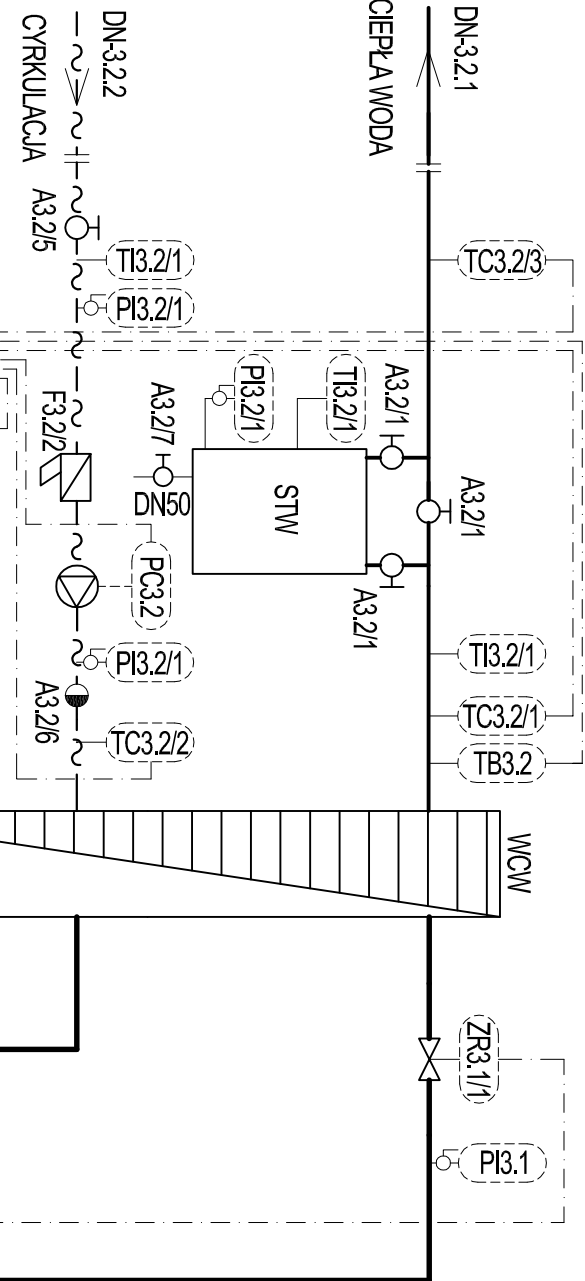 DN-3.2.1
CIEPŁA WODA
DN-3.2.2
CYRKULACJA
A3.2/5
TI3.2/1
PI3.2/1
TC3.2/3
A3.2/1
TI3.2/1
PI3.2/1
A3.2/7
DN50
STW
A3.2/1
A3.2/1
F3.2/2
PC3.2
PI3.2/1
A3.2/6
TC3.2/2
TI3.2/1
TC3.2/1
TB3.2
WCW
ZR3.1/1
PI3.1